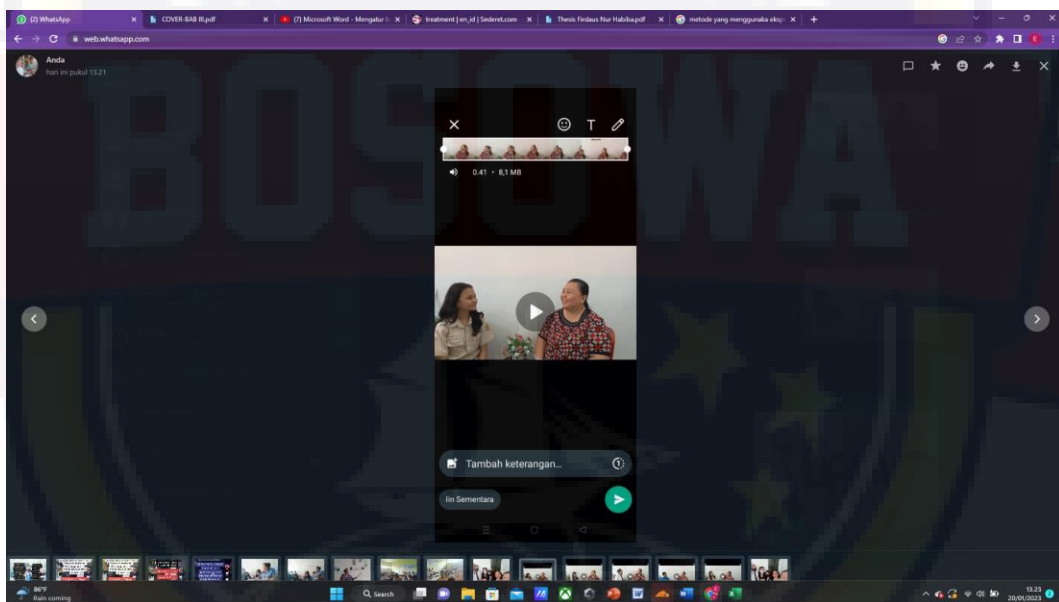 (2) WhatsApp
COVER-BAB III.pdf
(7) Microsoft Word - Mengatur
treatment | en_id | Sederet.com
Thesis Firdaus Nur Habiba.pdf
metode yang menggunaka eksp
web.whatsapp.com
Anda
hari ini pukul 13.21
BOSOWA
T
0.41 • 8,1 MB
Tambah keterangan...
Iin Sementara
86°F
Rain coming
Search
13.23
20/01/2023